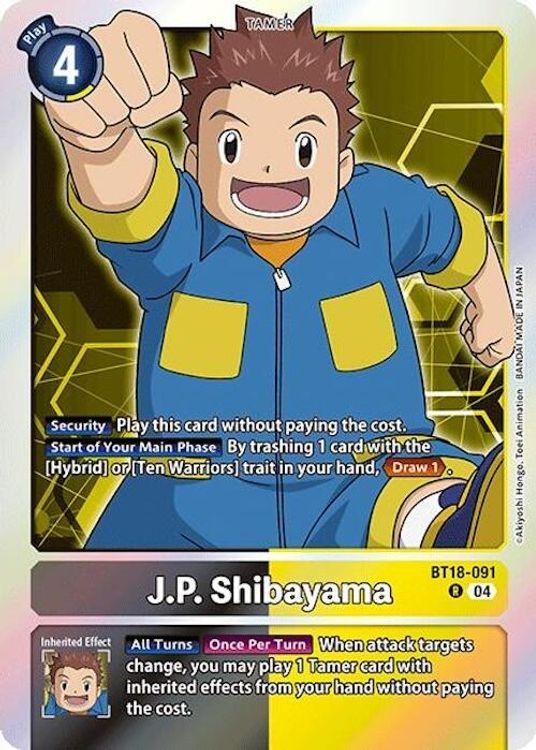 TAMER
Play
4
Security Play this card without paying the cost.
Start of Your Main Phase By trashing 1 card with the
[Hybrid] or [Ten Warriors] trait in your hand, Draw 1 .
©Akiyoshi Hongo, Toei Animation BANDAI MADE IN JAPAN
J.P. Shibayama
BT18-091
R 04
Inherited Effect
All Turns Once Per Turn When attack targets
change, you may play 1 Tamer card with
inherited effects from your hand without paying
the cost.